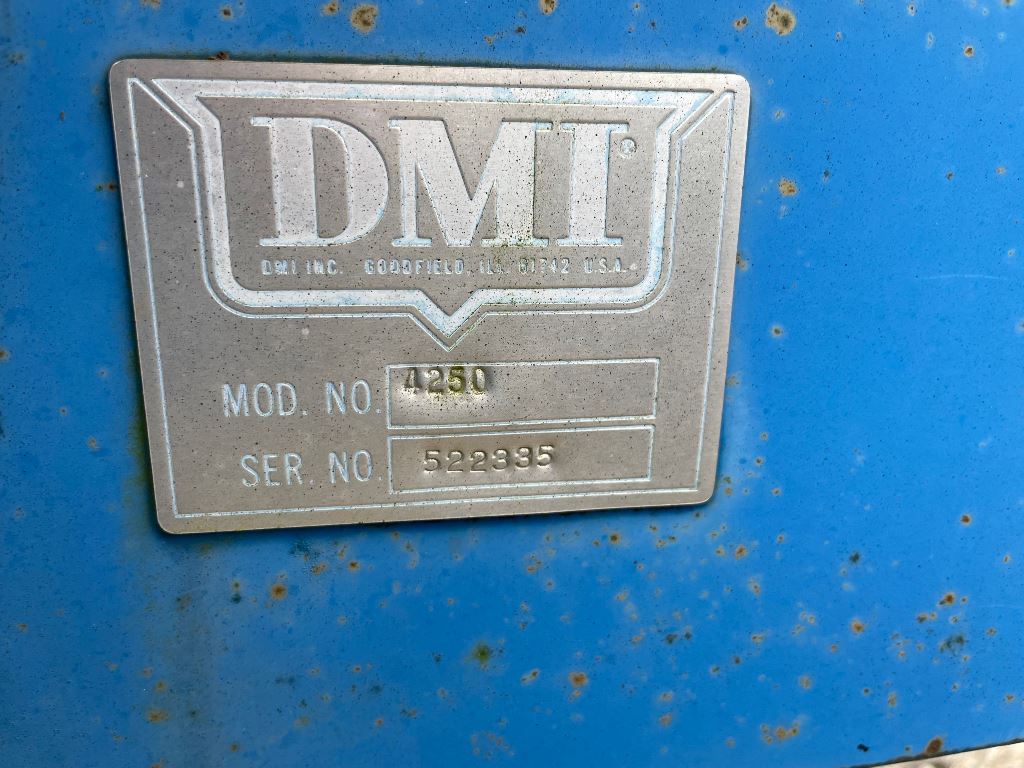 DMI®
DMI INC. GOODFIELD, ILL. 61742 U.S.A.
MOD. NO. 4250
SER. NO. 522335